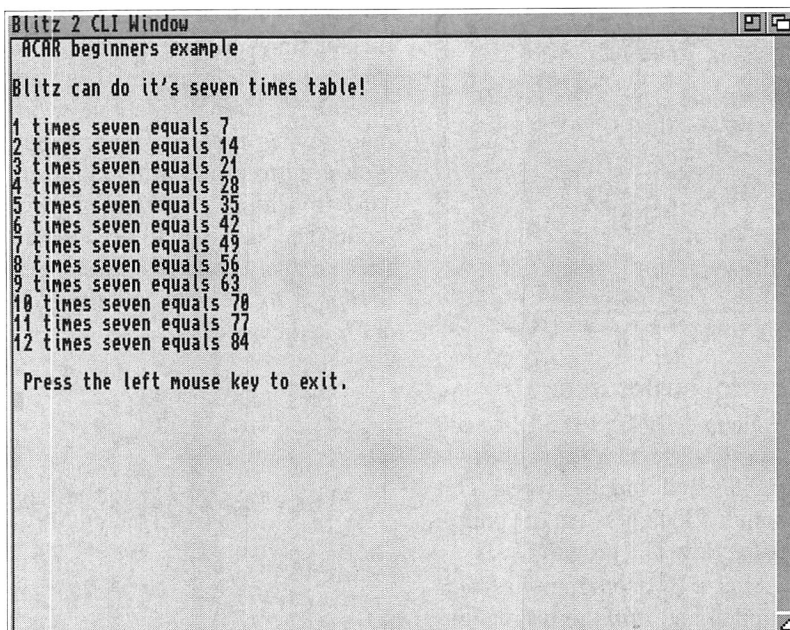 Blitz 2 CLI Window
ACAR beginners example
Blitz can do it's seven times table!
1 times seven equals 7
2 times seven equals 14
3 times seven equals 21
4 times seven equals 28
5 times seven equals 35
6 times seven equals 42
7 times seven equals 49
8 times seven equals 56
9 times seven equals 63
10 times seven equals 70
11 times seven equals 77
12 times seven equals 84
Press the left mouse key to exit.